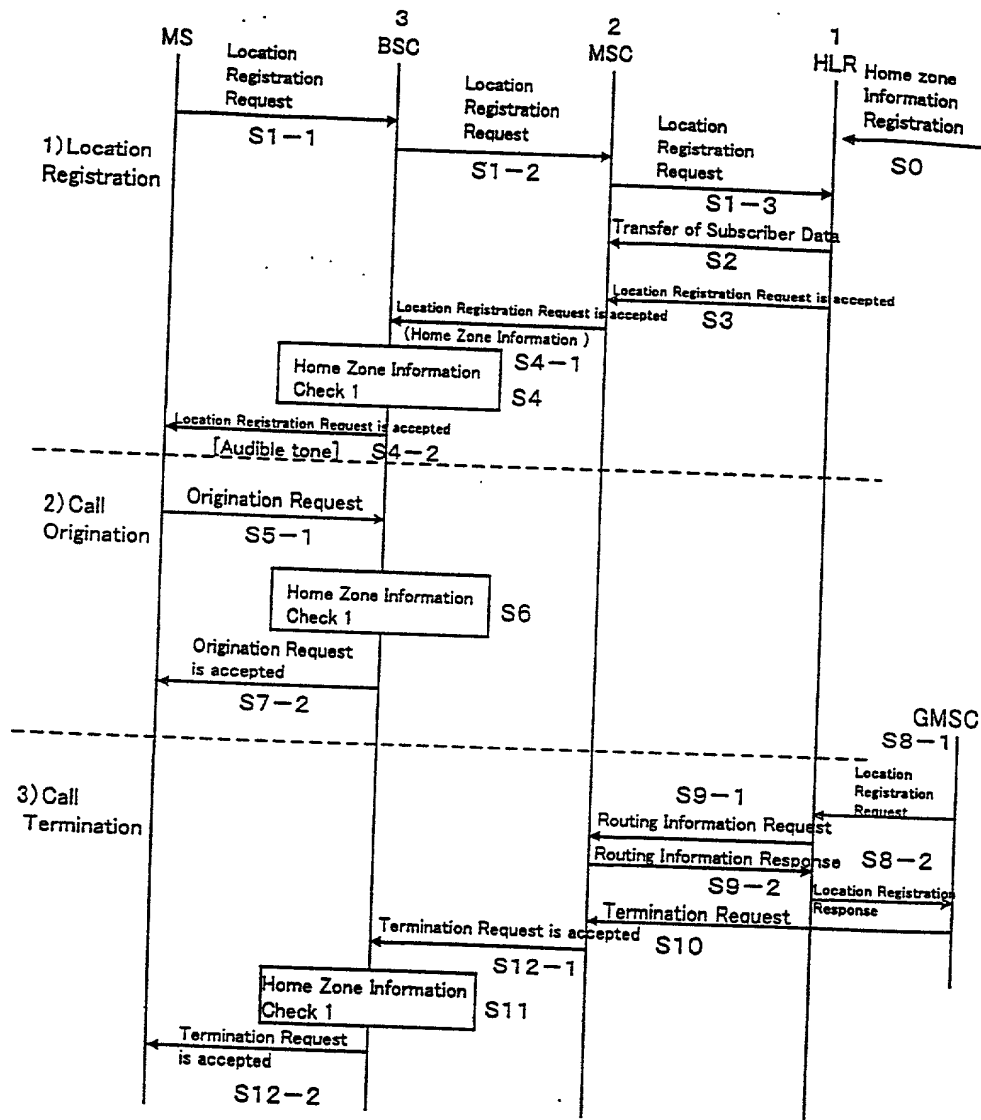 MS
3
BSC
2
MSC
1
HLR
Location
Registration
Request
S1-1
Location
Registration
Request
S1-2
Location
Registration
Request
S1-3
Home zone
Information
Registration
S0
1) Location
Registration
Transfer of Subscriber Data
S2
Location Registration Request is accepted
S3
Location Registration Request is accepted
(Home Zone Information)
S4-1
Home Zone Information
Check 1
S4
Location Registration Request is accepted
[Audible tone]
S4-2
2) Call
Origination
Origination Request
S5-1
Home Zone Information
Check 1
S6
Origination Request
is accepted
S7-2
GMSC
S8-1
3) Call
Termination
Location
Registration
Request
S9-1
Routing Information Request
Routing Information Response
S8-2
S9-2
Location Registration
Response
Termination Request
S10
Termination Request is accepted
S12-1
Home Zone Information
Check 1
S11
Termination Request
is accepted
S12-2